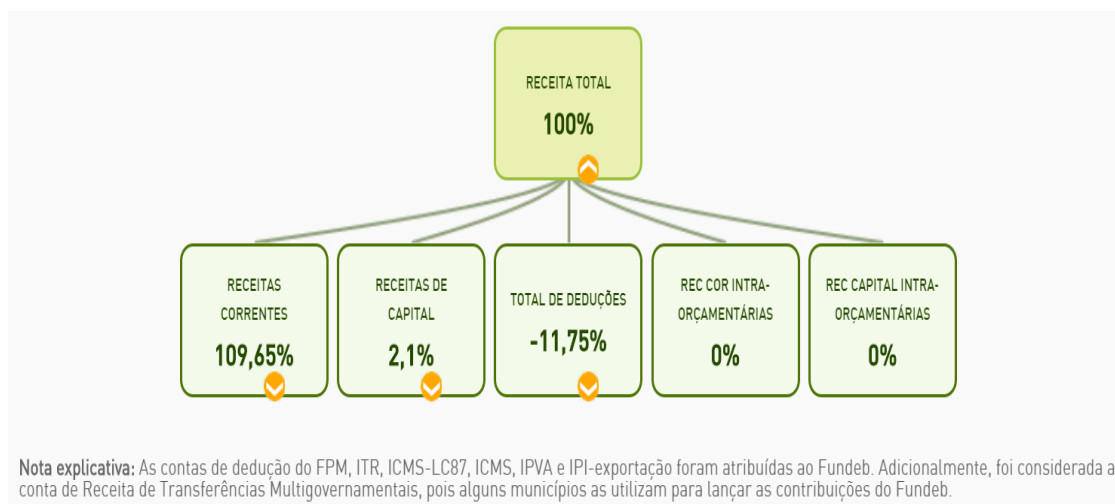 RECEITA TOTAL
100%
RECEITAS
CORRENTES
109,65%
RECEITAS DE
CAPITAL
2,1%
TOTAL DE DEDUÇÕES
-11,75%
REC COR INTRA-
ORÇAMENTÁRIAS
0%
REC CAPITAL INTRA-
ORÇAMENTÁRIAS
0%
Nota explicativa: As contas de dedução do FPM, ITR, ICMS-LC87, ICMS, IPVA e IPI-exportação foram atribuídas ao Fundeb. Adicionalmente, foi considerada a
conta de Receita de Transferências Multigovernamentais, pois alguns municípios as utilizam para lançar as contribuições do Fundeb.